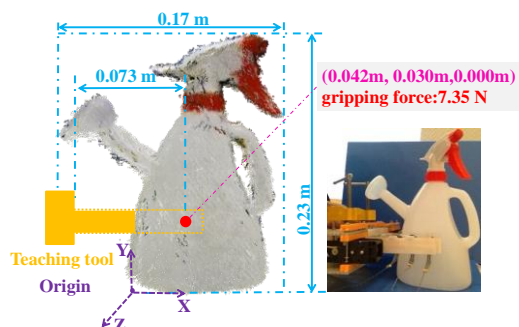 0.17 m
0.073 m
(0.042m, 0.030m,0.000m)
gripping force:7.35 N
0.23 m
Teaching tool
Y
Origin
X
Z